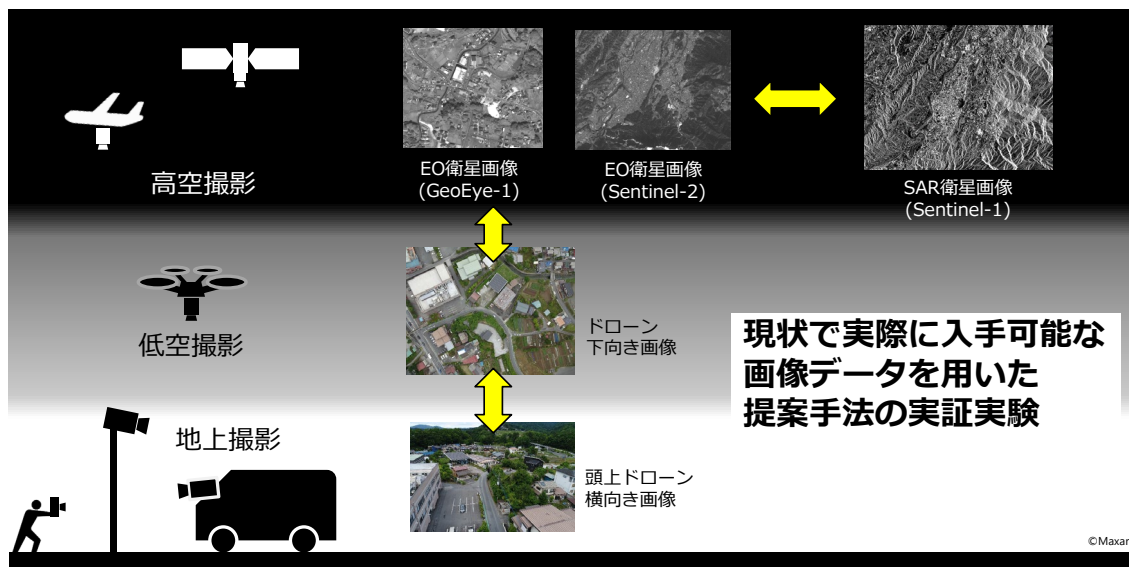 高空撮影
EO衛星画像
(GeoEye-1)
EO衛星画像
(Sentinel-2)
SAR衛星画像
(Sentinel-1)
低空撮影
ドローン
下向き画像
現状で実際に入手可能な
画像データを用いた
提案手法の実証実験
地上撮影
頭上ドローン
横向き画像
©Maxar